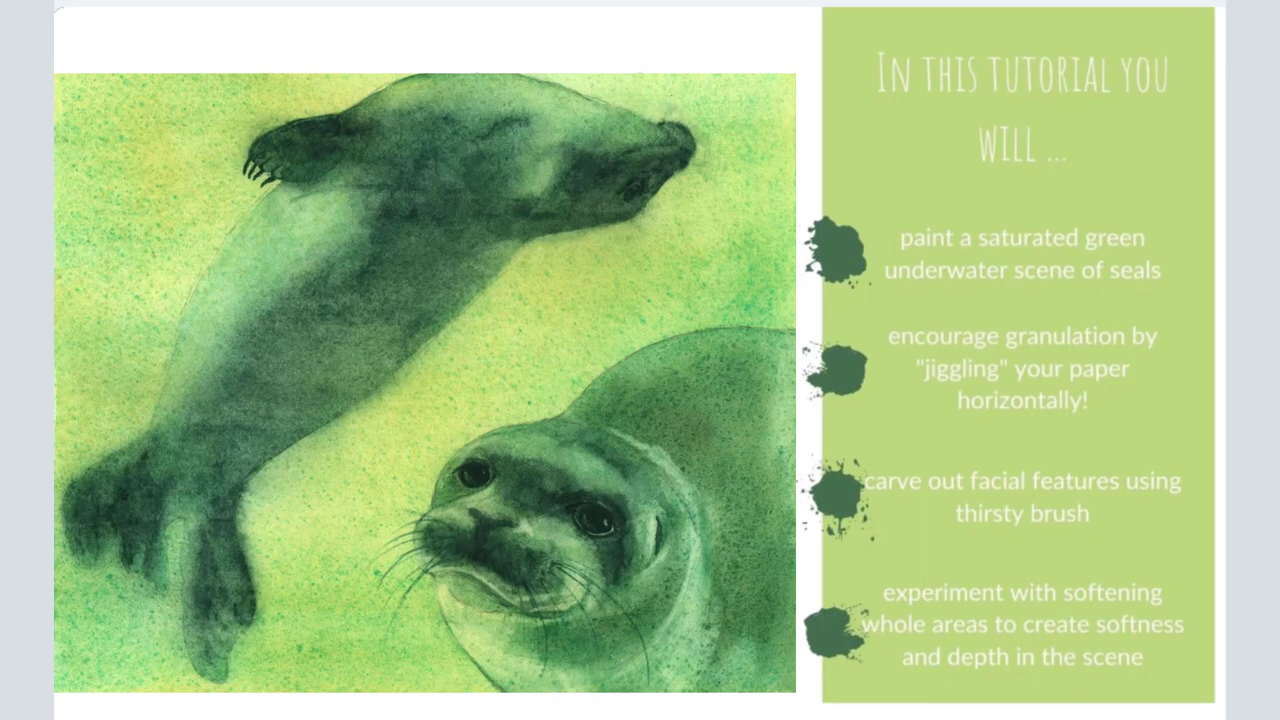 IN THIS TUTORIAL YOU
WILL ...
paint a saturated green
underwater scene of seals
encourage granulation by
"jiggling" your paper
horizontally!
carve out facial features using
thirsty brush
experiment with softening
whole areas to create softness
and depth in the scene